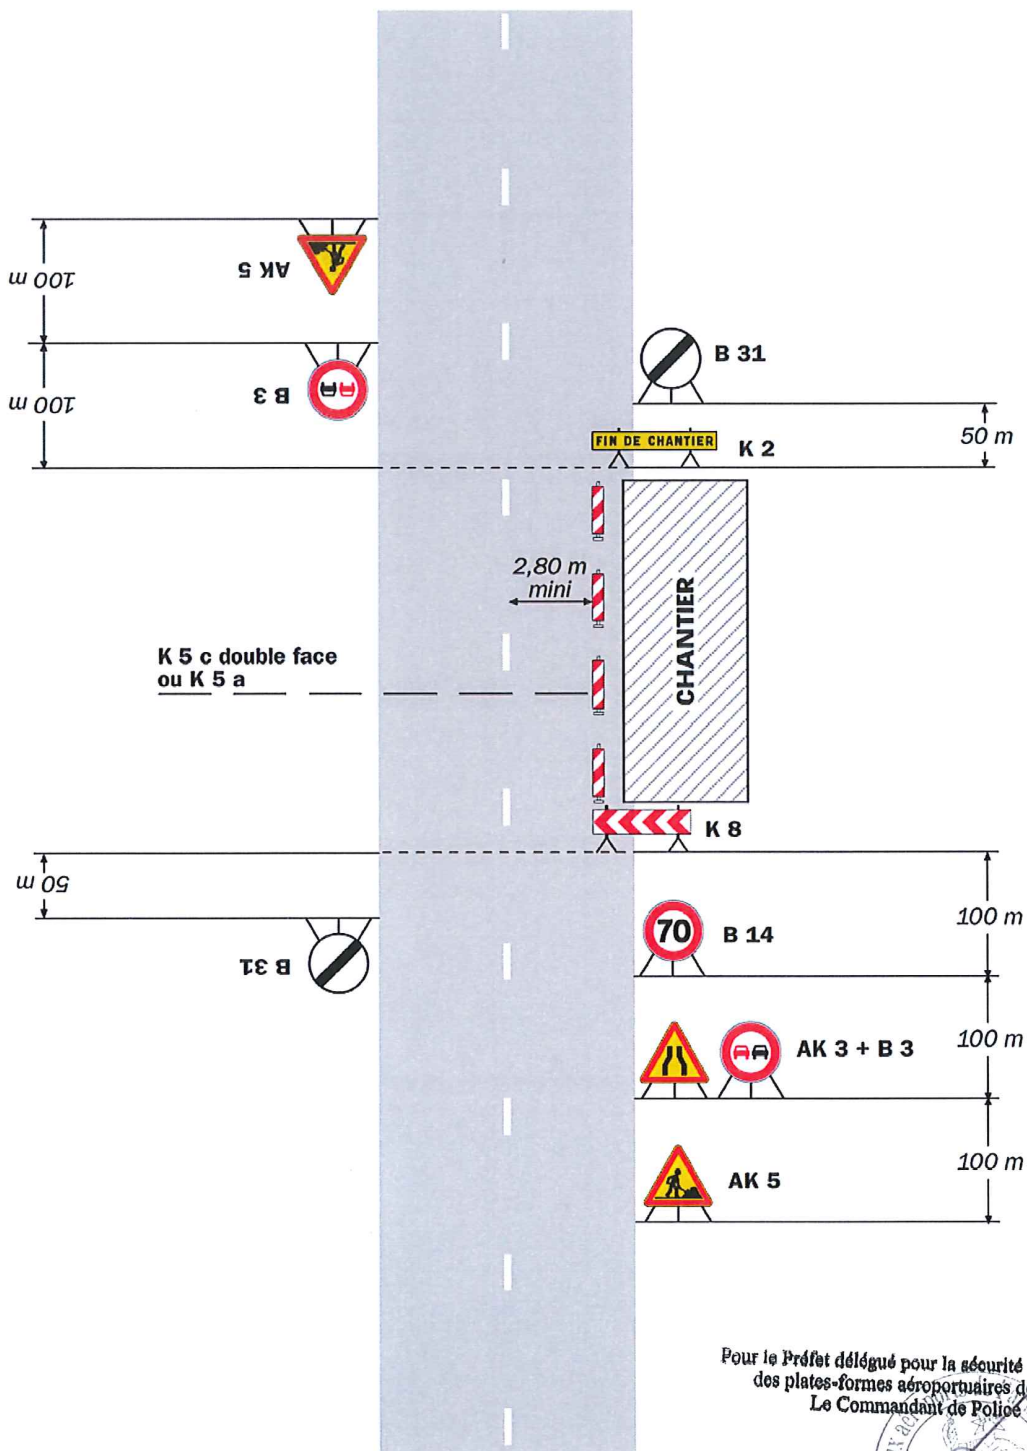 100 m
AK 5
100 m
B 3
B 31
50 m
FIN DE CHANTIER
K 2
2,80 m
mini
CHANTIER
K 5 c double face
ou K 5 a
K 8
50 m
B 31
70
B 14
100 m
AK 3 + B 3
100 m
AK 5
100 m
Pour le Préfet délégué pour la sécurité
des plates-formes aéroportuaires
Le Commandant de Police